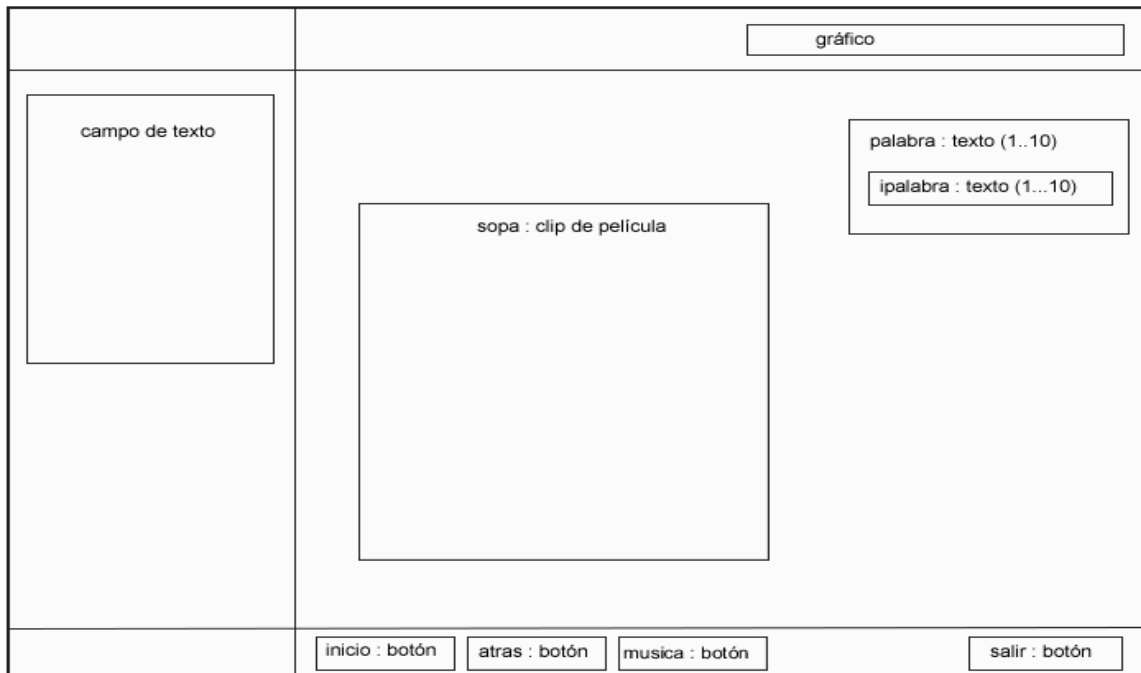 gráfico
campo de texto
palabra : texto (1..10)
ipalabra : texto (1...10)
sopa : clip de película
inicio : botón
atras : botón
musica : botón
salir : botón